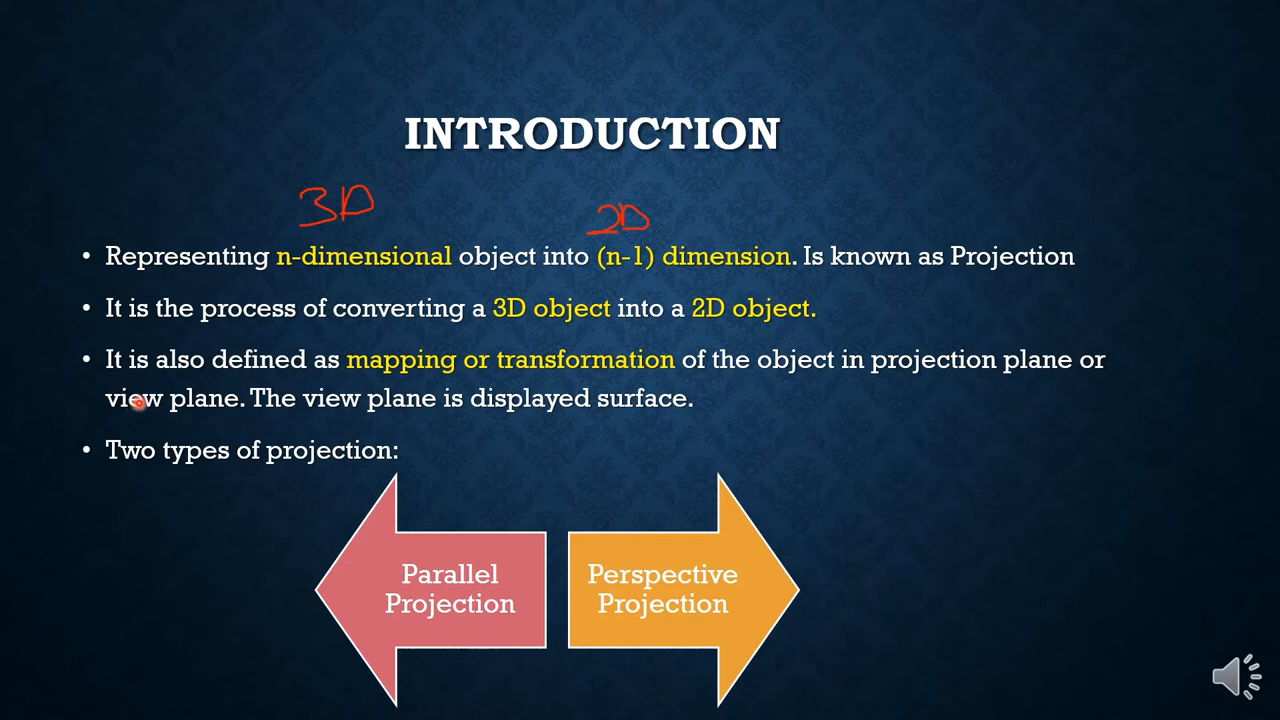 INTRODUCTION
3D
2D
• Representing n-dimensional object into (n-1) dimension. Is known as Projection
• It is the process of converting a 3D object into a 2D object.
• It is also defined as mapping or transformation of the object in projection plane or
view plane. The view plane is displayed surface.
• Two types of projection:
Parallel
Projection
Perspective
Projection